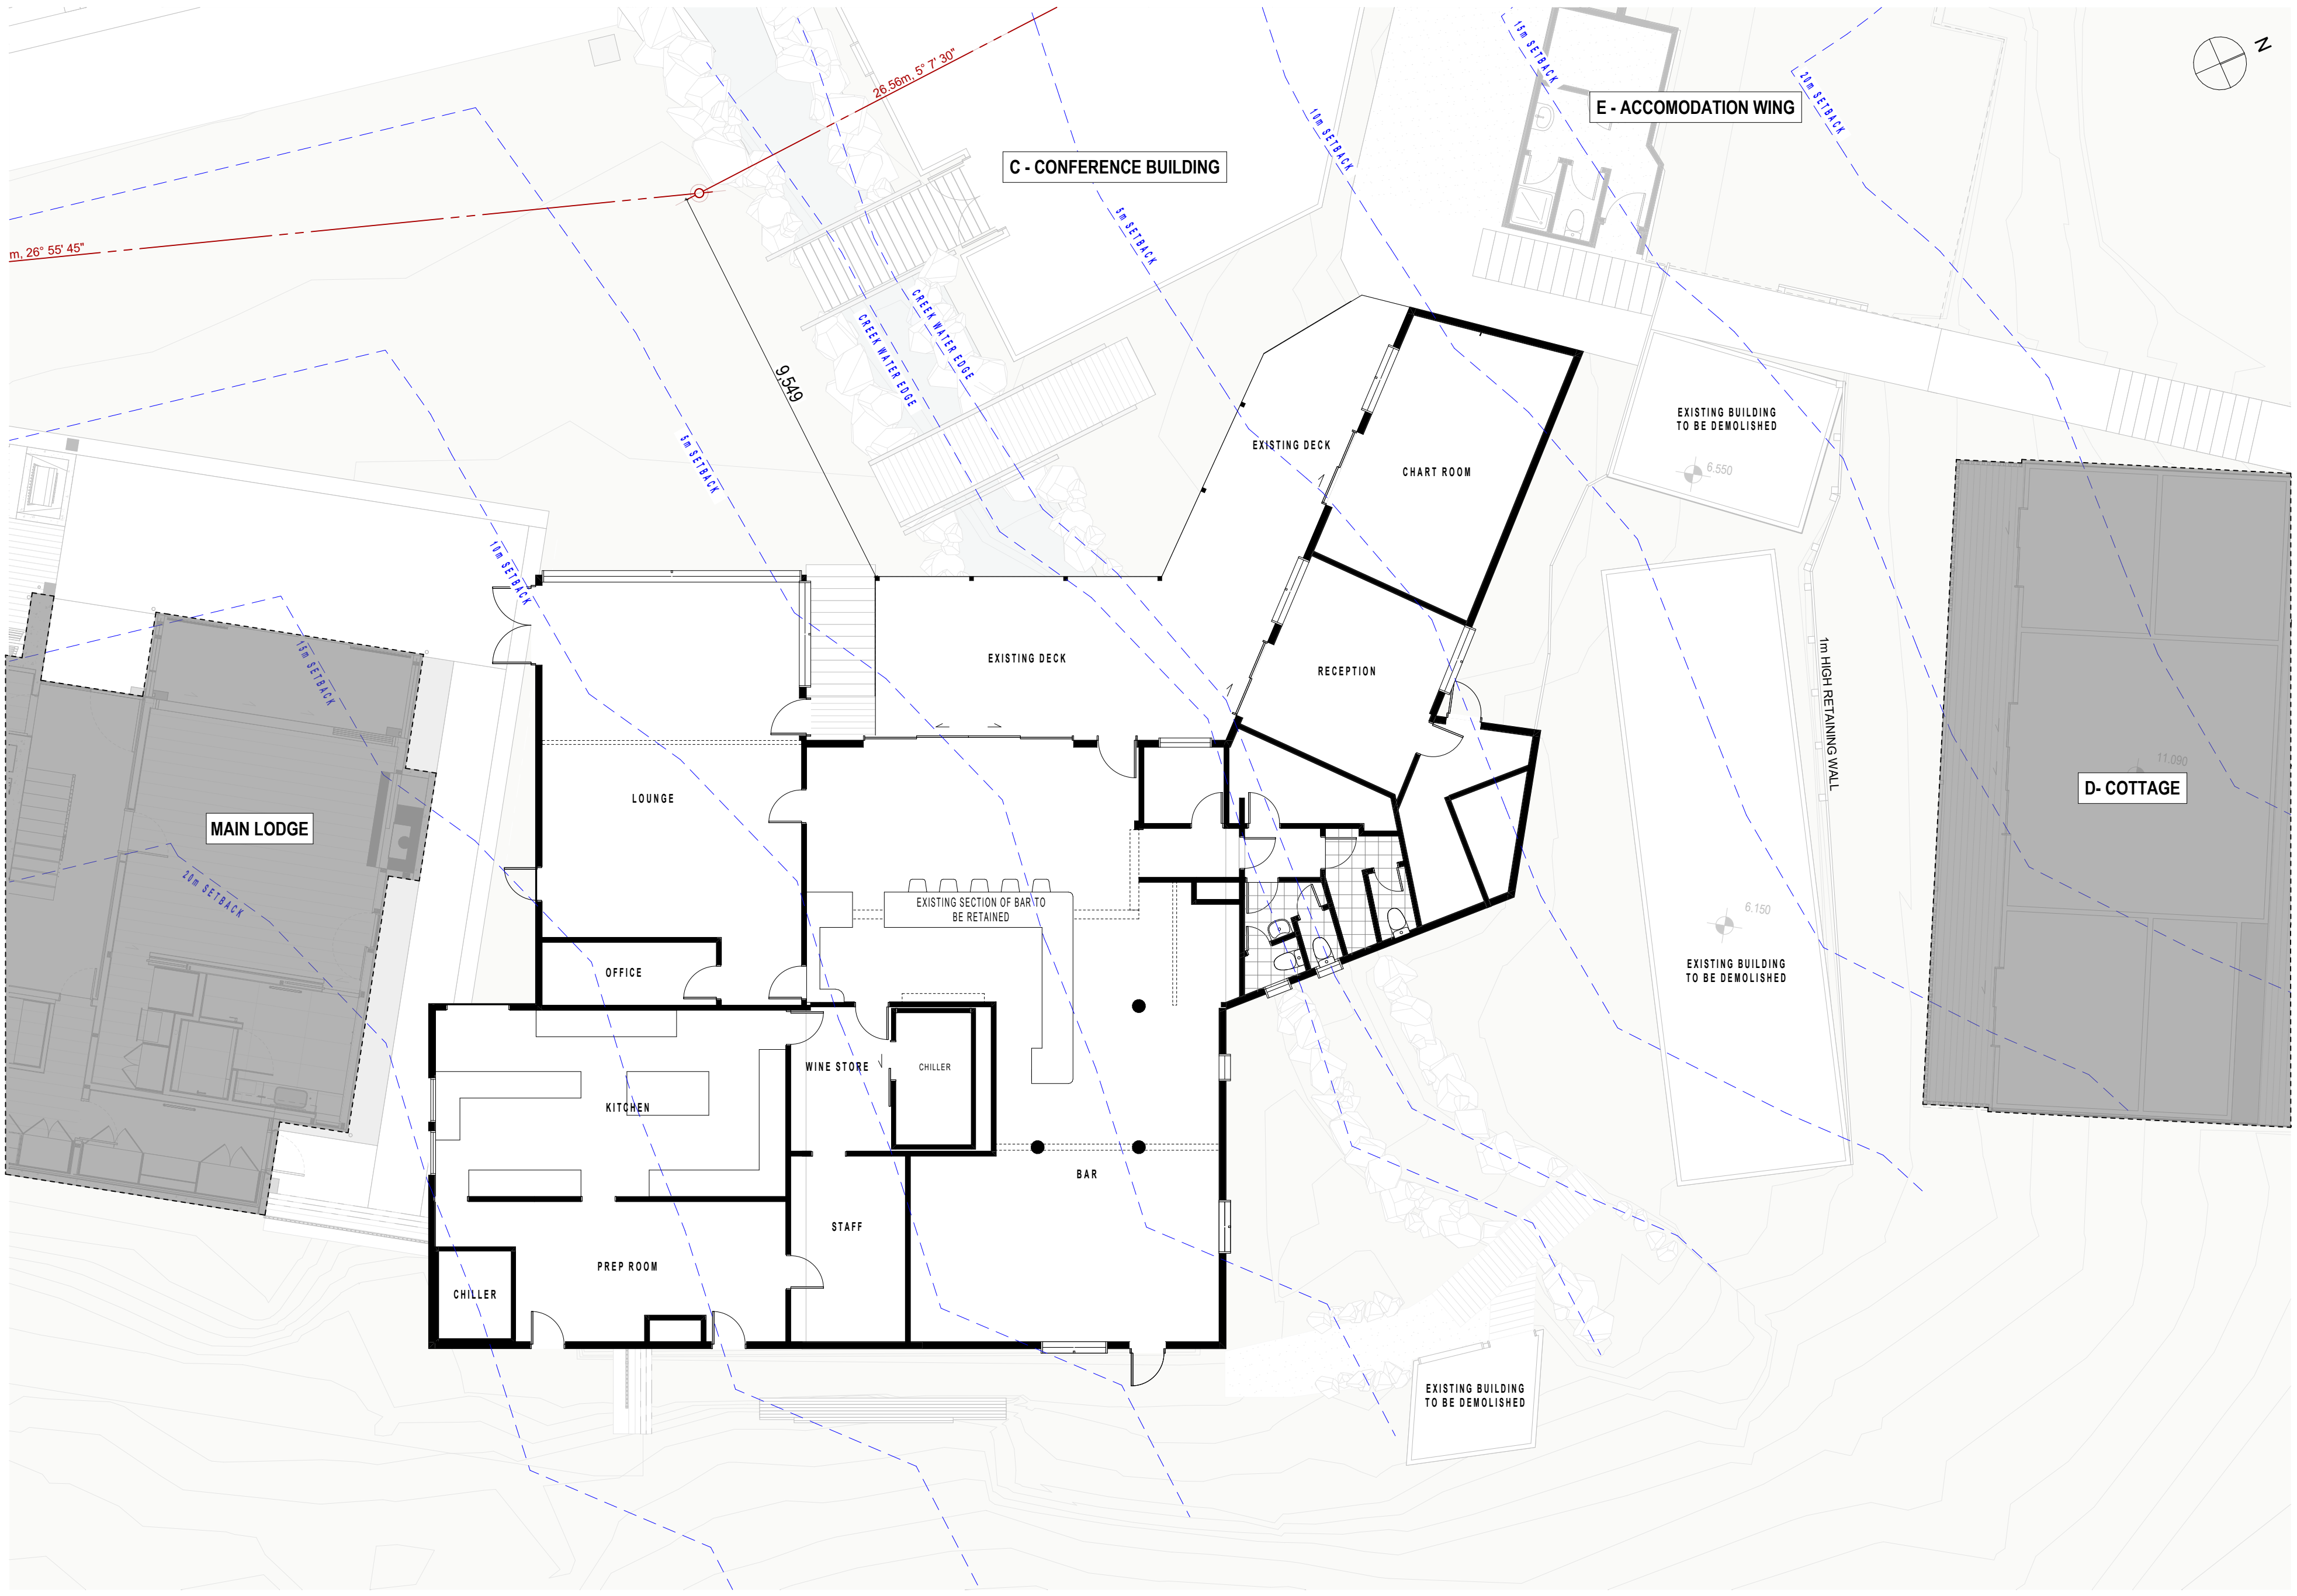 N
15m SETBACK
20m SETBACK
26.56m, 5° 7' 30"
E - ACCOMODATION WING
10m SETBACK
C - CONFERENCE BUILDING
5m SETBACK
m, 26° 55' 45"
CREEK WATER EDGE
CREEK WATER EDGE
9,549
EXISTING BUILDING
TO BE DEMOLISHED
6.550
EXISTING DECK
CHART ROOM
5m SETBACK
10m SETBACK
15m SETBACK
20m SETBACK
EXISTING DECK
RECEPTION
1m HIGH RETAINING WALL
11.090
D- COTTAGE
LOUNGE
MAIN LODGE
EXISTING SECTION OF BAR TO
BE RETAINED
6.150
EXISTING BUILDING
TO BE DEMOLISHED
OFFICE
WINE STORE
CHILLER
KITCHEN
BAR
STAFF
PREP ROOM
CHILLER
EXISTING BUILDING
TO BE DEMOLISHED